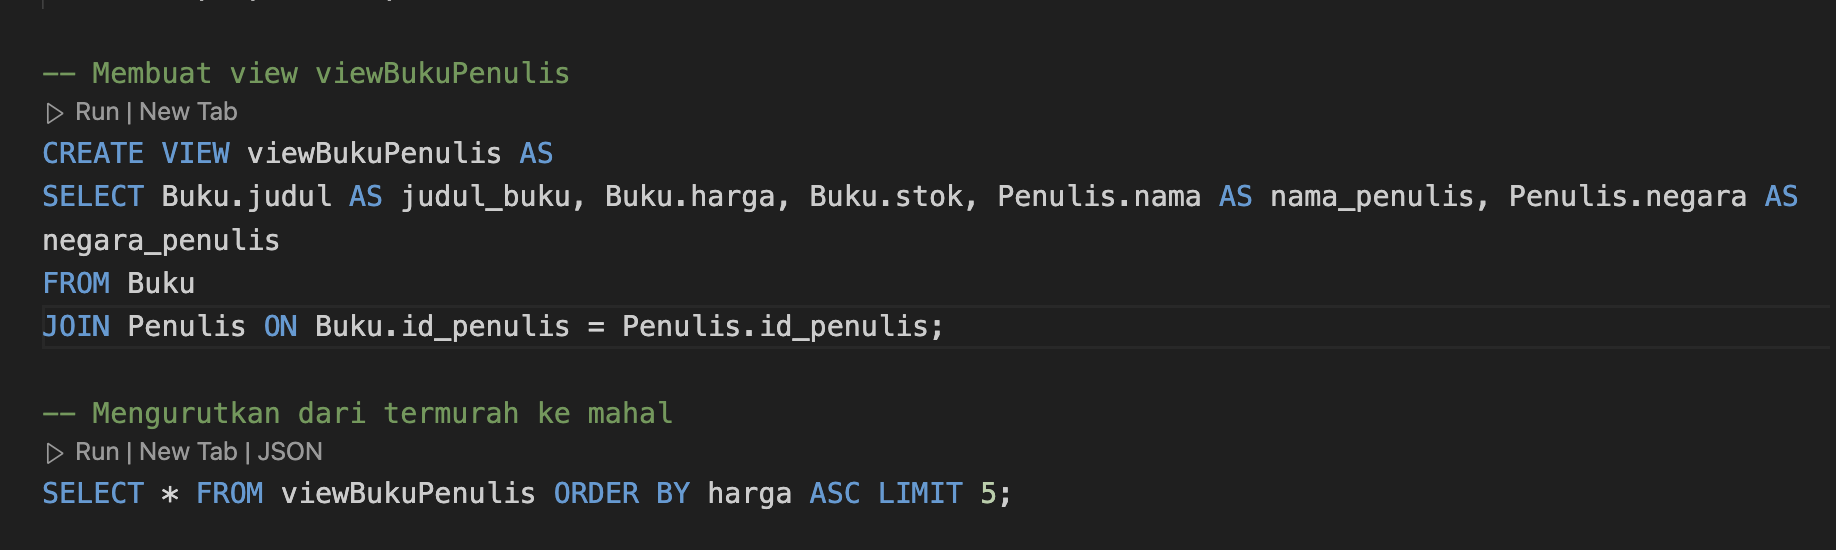 -- Membuat view viewBukuPenulis
Run | New Tab
CREATE VIEW viewBukuPenulis AS
SELECT Buku.judul AS judul_buku, Buku.harga, Buku.stok, Penulis.nama AS nama_penulis, Penulis.negara AS
negara_penulis
FROM Buku
JOIN Penulis ON Buku.id_penulis = Penulis.id_penulis;
-- Mengurutkan dari termurah ke mahal
Run | New Tab | JSON
SELECT * FROM viewBukuPenulis ORDER BY harga ASC LIMIT 5;